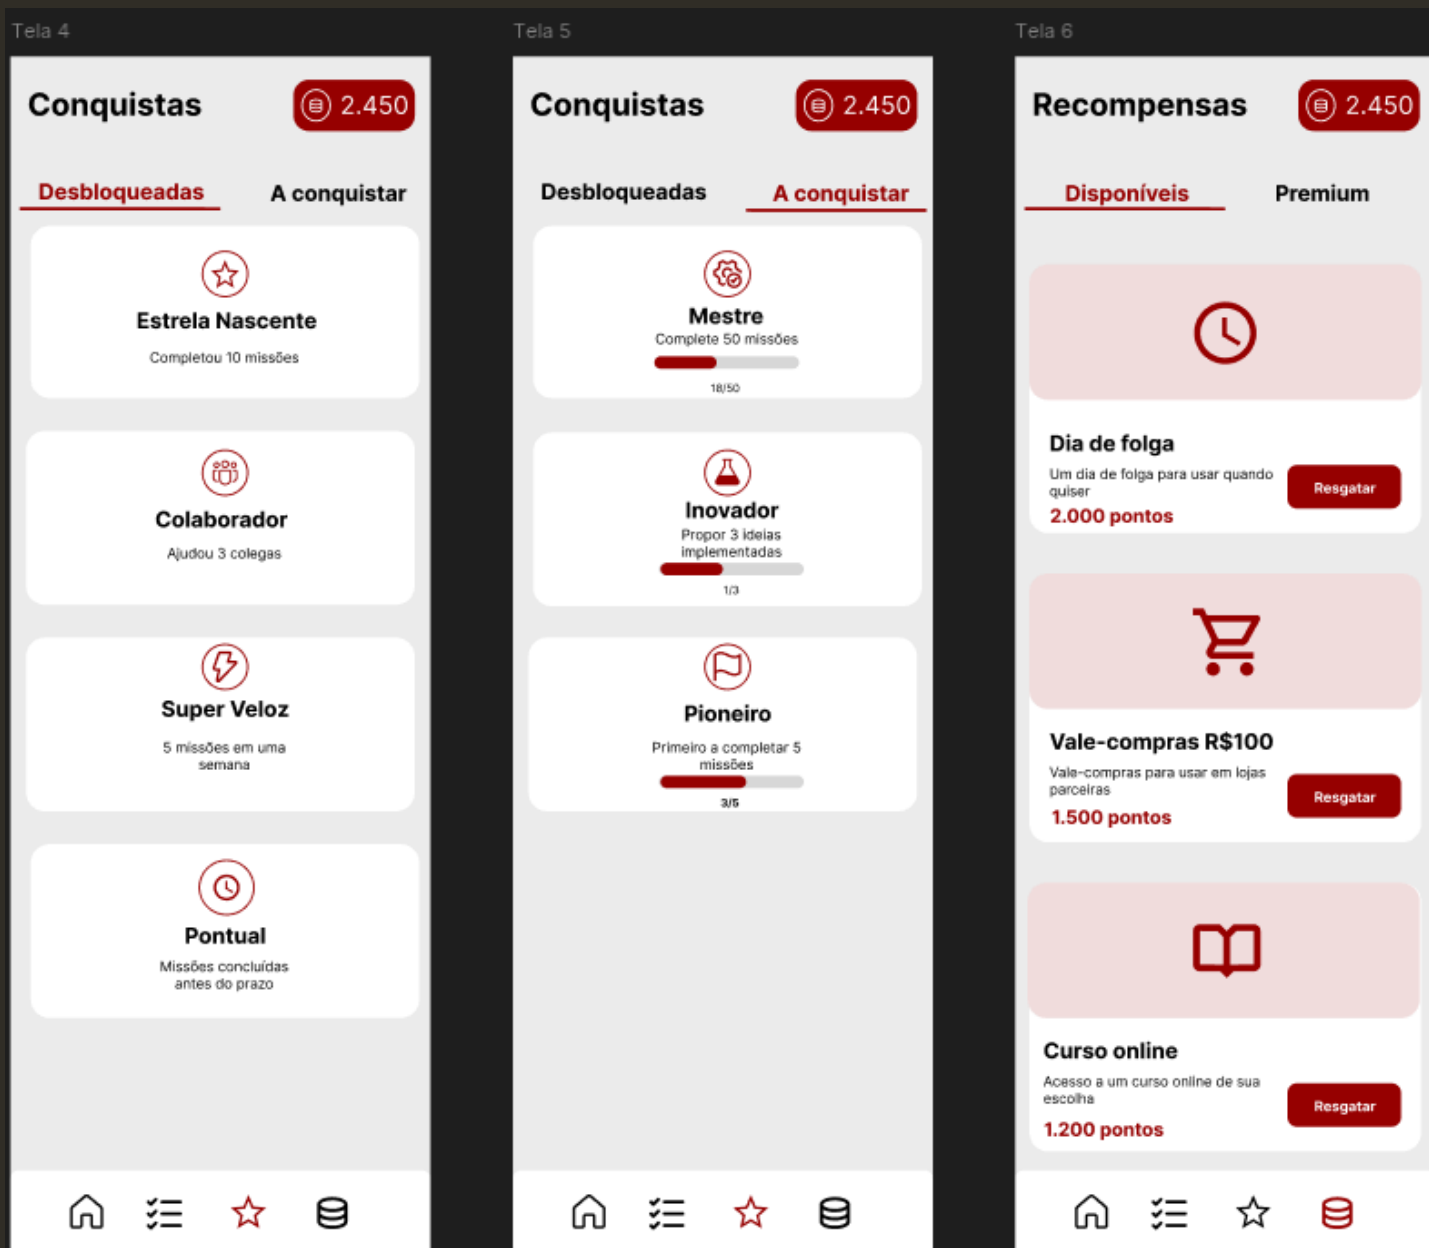 Tela 4
Conquistas
2.450
Desbloqueadas
A conquistar
Estrela Nascente
Completou 10 missões
Colaborador
Ajudou 3 colegas
Super Veloz
5 missões em uma
semana
Pontual
Missões concluídas
antes do prazo
Tela 5
Conquistas
2.450
Desbloqueadas
A conquistar
Mestre
Complete 50 missões
18/50
Inovador
Propor 3 ideias
implementadas
1/3
Pioneiro
Primeiro a completar 5
missões
3/5
Tela 6
Recompensas
2.450
Disponíveis
Premium
Dia de folga
Um dia de folga para usar quando
quiser
2.000 pontos
Resgatar
Vale-compras R$100
Vale-compras para usar em lojas
parceiras
1.500 pontos
Resgatar
Curso online
Acesso a um curso online de sua
escolha
1.200 pontos
Resgatar